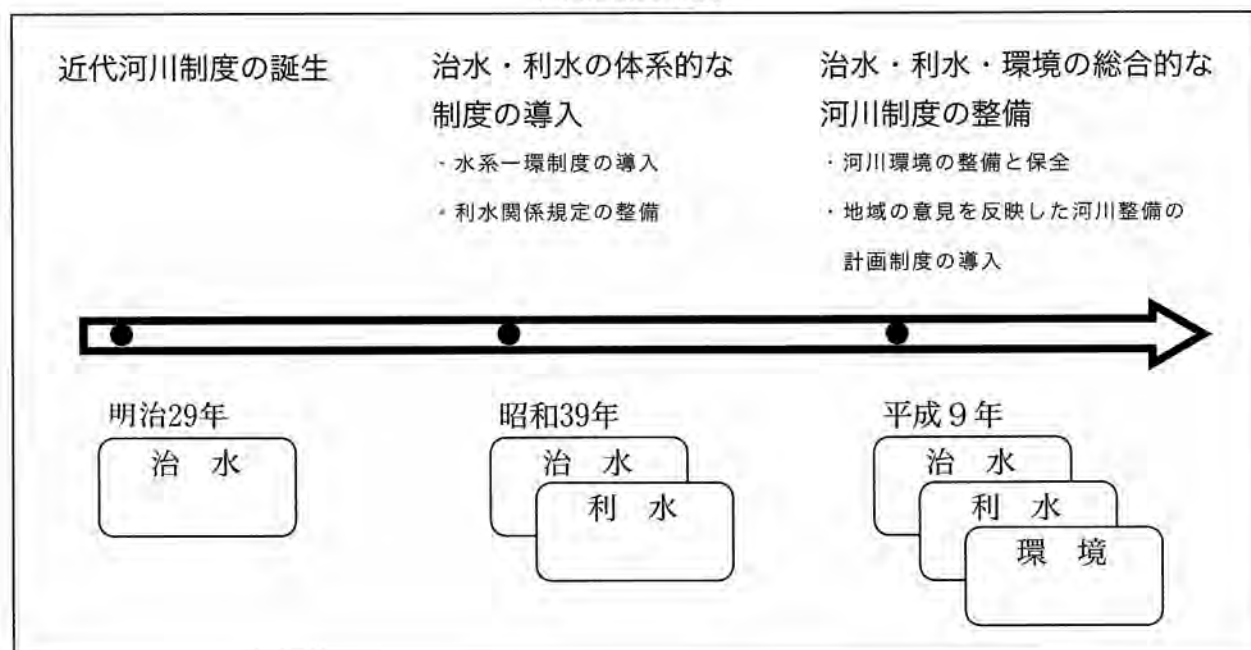 近代河川制度の誕生
治水・利水の体系的な
制度の導入
・水系一環制度の導入
・利水関係規定の整備
治水・利水・環境の総合的な
河川制度の整備
・河川環境の整備と保全
・地域の意見を反映した河川整備の
計画制度の導入
明治29年
治 水
昭和39年
治 水
利 水
平成9年
治 水
利 水
環 境